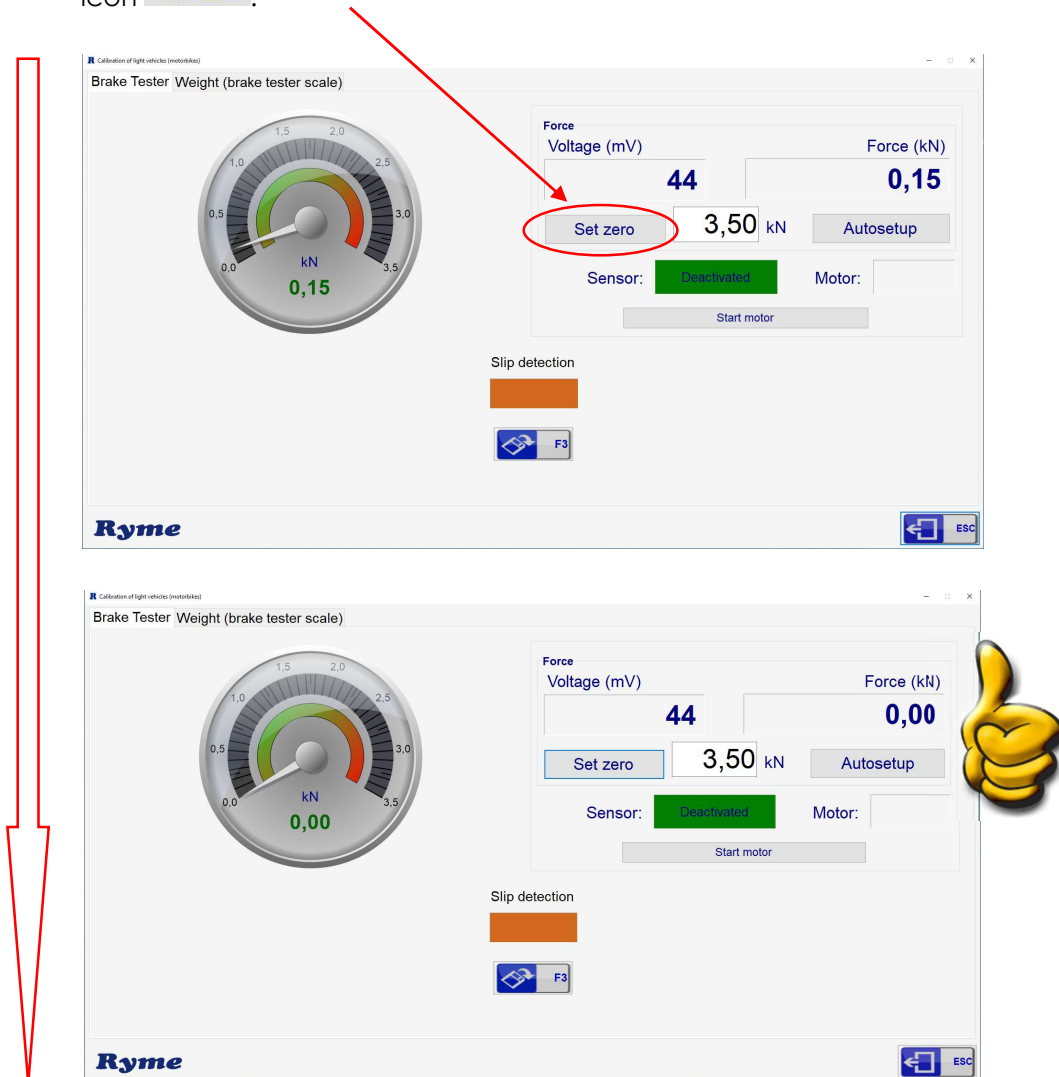 icon .
Calibration of light vehicles (motorbikes)
Brake Tester Weight (brake tester scale)
0,0
0,5
1,0
1,5
2,0
2,5
3,0
3,5
kN
0,15
Force
Voltage (mV) Force (kN)
44 0,15
Set zero 3,50 kN Autosetup
Sensor: Deactivated Motor:
Start motor
Slip detection
F3
Ryme
ESC
Calibration of light vehicles (motorbikes)
Brake Tester Weight (brake tester scale)
0,0
0,5
1,0
1,5
2,0
2,5
3,0
3,5
kN
0,00
Force
Voltage (mV) Force (kN)
44 0,00
Set zero 3,50 kN Autosetup
Sensor: Deactivated Motor:
Start motor
Slip detection
F3
Ryme
ESC